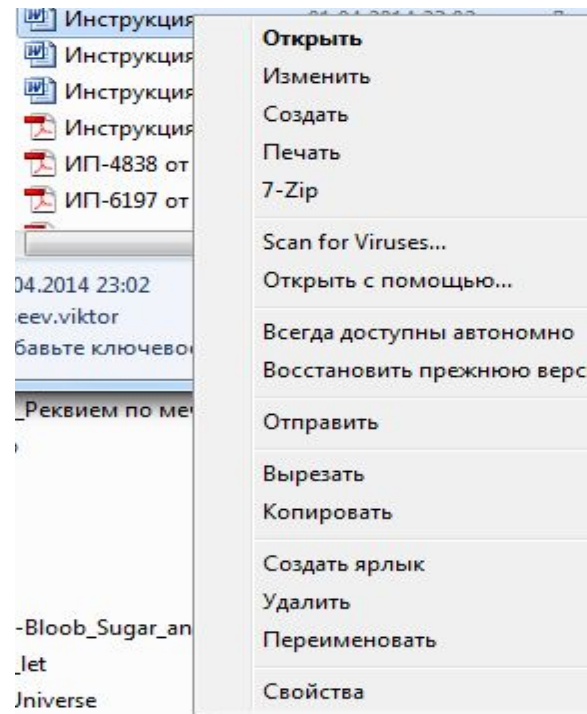 Инструкция
Инструкция
Инструкция
Инструкция
ИП-4838 от
ИП-6197 от
04.2014 23:02
eev.viktor
бавьте ключево
_Реквием по ме
-Bloob_Sugar_an
_let
Universe
Открыть
Изменить
Создать
Печать
7-Zip
Scan for Viruses...
Открыть с помощью...
Всегда доступны автономно
Восстановить прежнюю верс
Отправить
Вырезать
Копировать
Создать ярлык
Удалить
Переименовать
Свойства